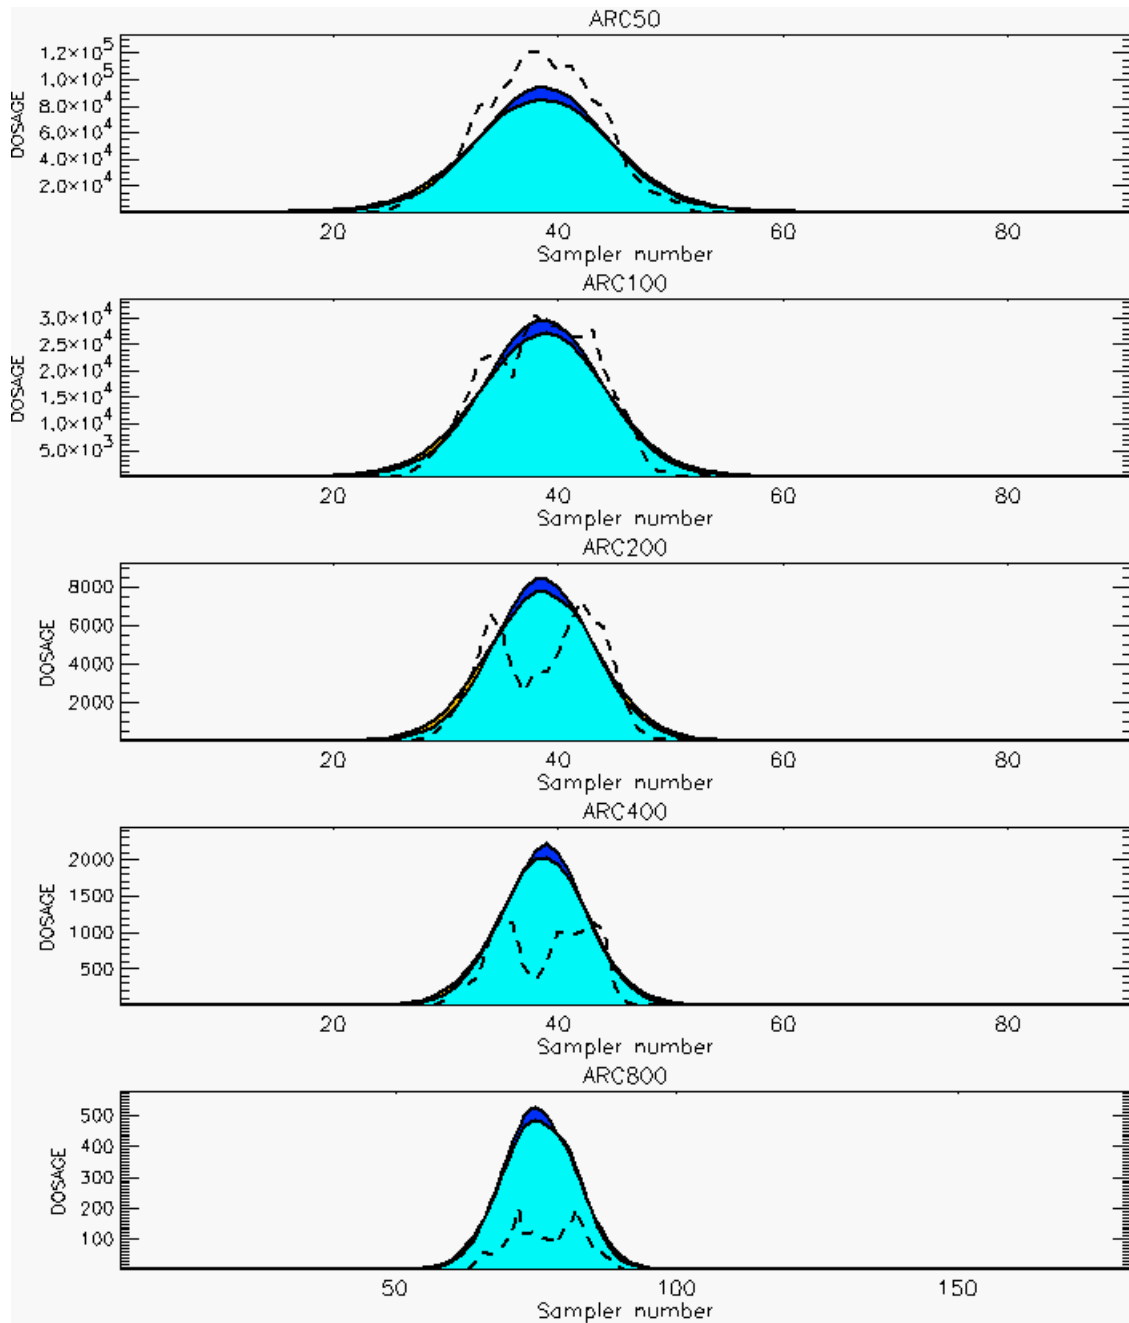 ARC50
1.2×10^5
1.0×10^5
8.0×10^4
6.0×10^4
4.0×10^4
2.0×10^4
DOSAGE
20 40 60 80
Sampler number
ARC100
3.0×10^4
2.5×10^4
2.0×10^4
1.5×10^4
1.0×10^4
5.0×10^3
DOSAGE
20 40 60 80
Sampler number
ARC200
8000
6000
4000
2000
DOSAGE
20 40 60 80
Sampler number
ARC400
2000
1500
1000
500
DOSAGE
20 40 60 80
Sampler number
ARC800
500
400
300
200
100
DOSAGE
50 100 150
Sampler number